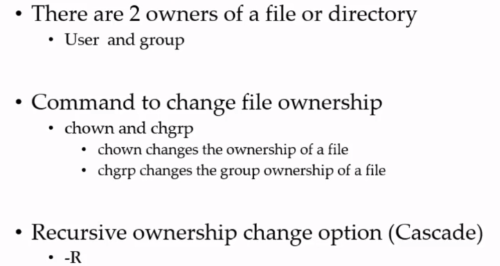 • There are 2 owners of a file or directory
• User and group
• Command to change file ownership
• chown and chgrp
• chown changes the ownership of a file
• chgrp changes the group ownership of a file
• Recursive ownership change option (Cascade)
• -R